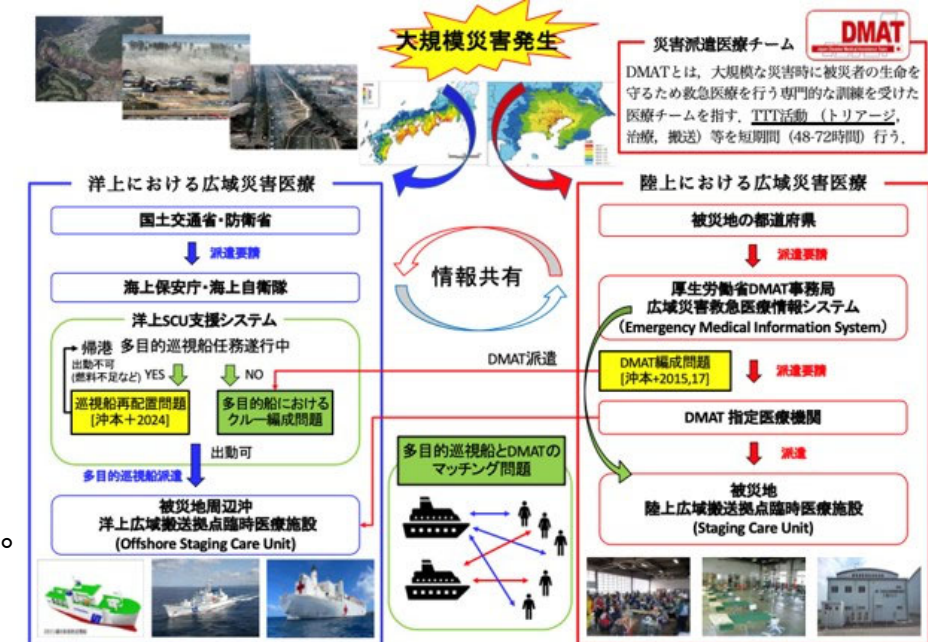 大規模災害発生
災害派遣医療チーム
DMAT
DMATとは，大規模な災害時に被災者の生命を
守るため救急医療を行う専門的な訓練を受けた
医療チームを指す．TTT活動 （トリアージ，
治療，搬送）等を短期間（48-72時間）行う．
洋上における広域災害医療
国土交通省・防衛省
派遣要請
海上保安庁・海上自衛隊
洋上SCU支援システム
帰港 多目的巡視船任務遂行中
出動不可
(燃料不足など) YES
NO
巡視船再配置問題
[沖本＋2024]
多目的船における
クルー編成問題
出動可
多目的巡視船派遣
被災地周辺沖
洋上広域搬送拠点臨時医療施設
(Offshore Staging Care Unit)
情報共有
DMAT派遣
多目的巡視船とDMATの
マッチング問題
陸上における広域災害医療
被災地の都道府県
派遣要請
厚生労働省DMAT事務局
広域災害救急医療情報システム
（Emergency Medical Information System）
DMAT編成問題
[沖本+2015,17]
派遣要請
DMAT 指定医療機関
派遣
被災地
陸上広域搬送拠点臨時医療施設
(Staging Care Unit)
。